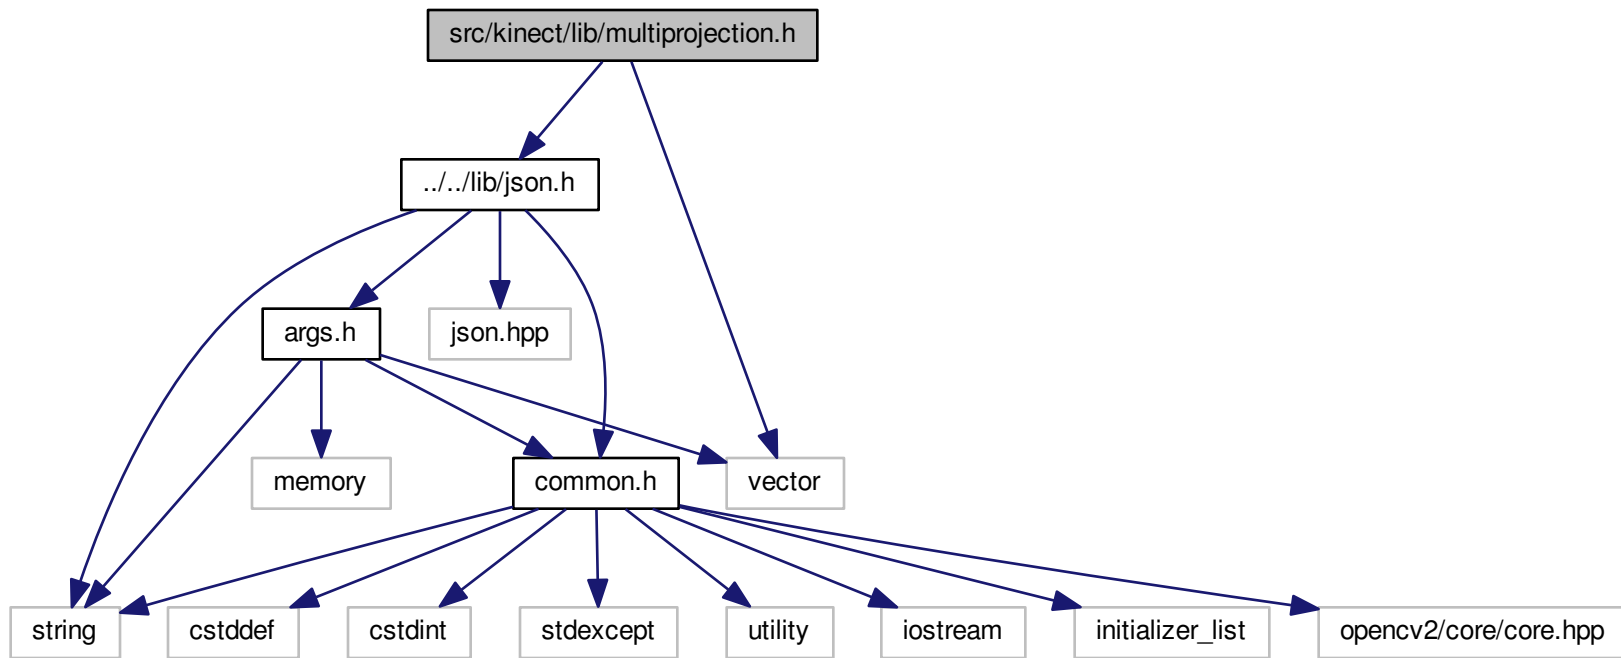 src/kinect/lib/multiprojection.h
../../lib/json.h
args.h
json.hpp
memory
common.h
vector
string
cstddef
cstdint
stdexcept
utility
iostream
initializer_list
opencv2/core/core.hpp